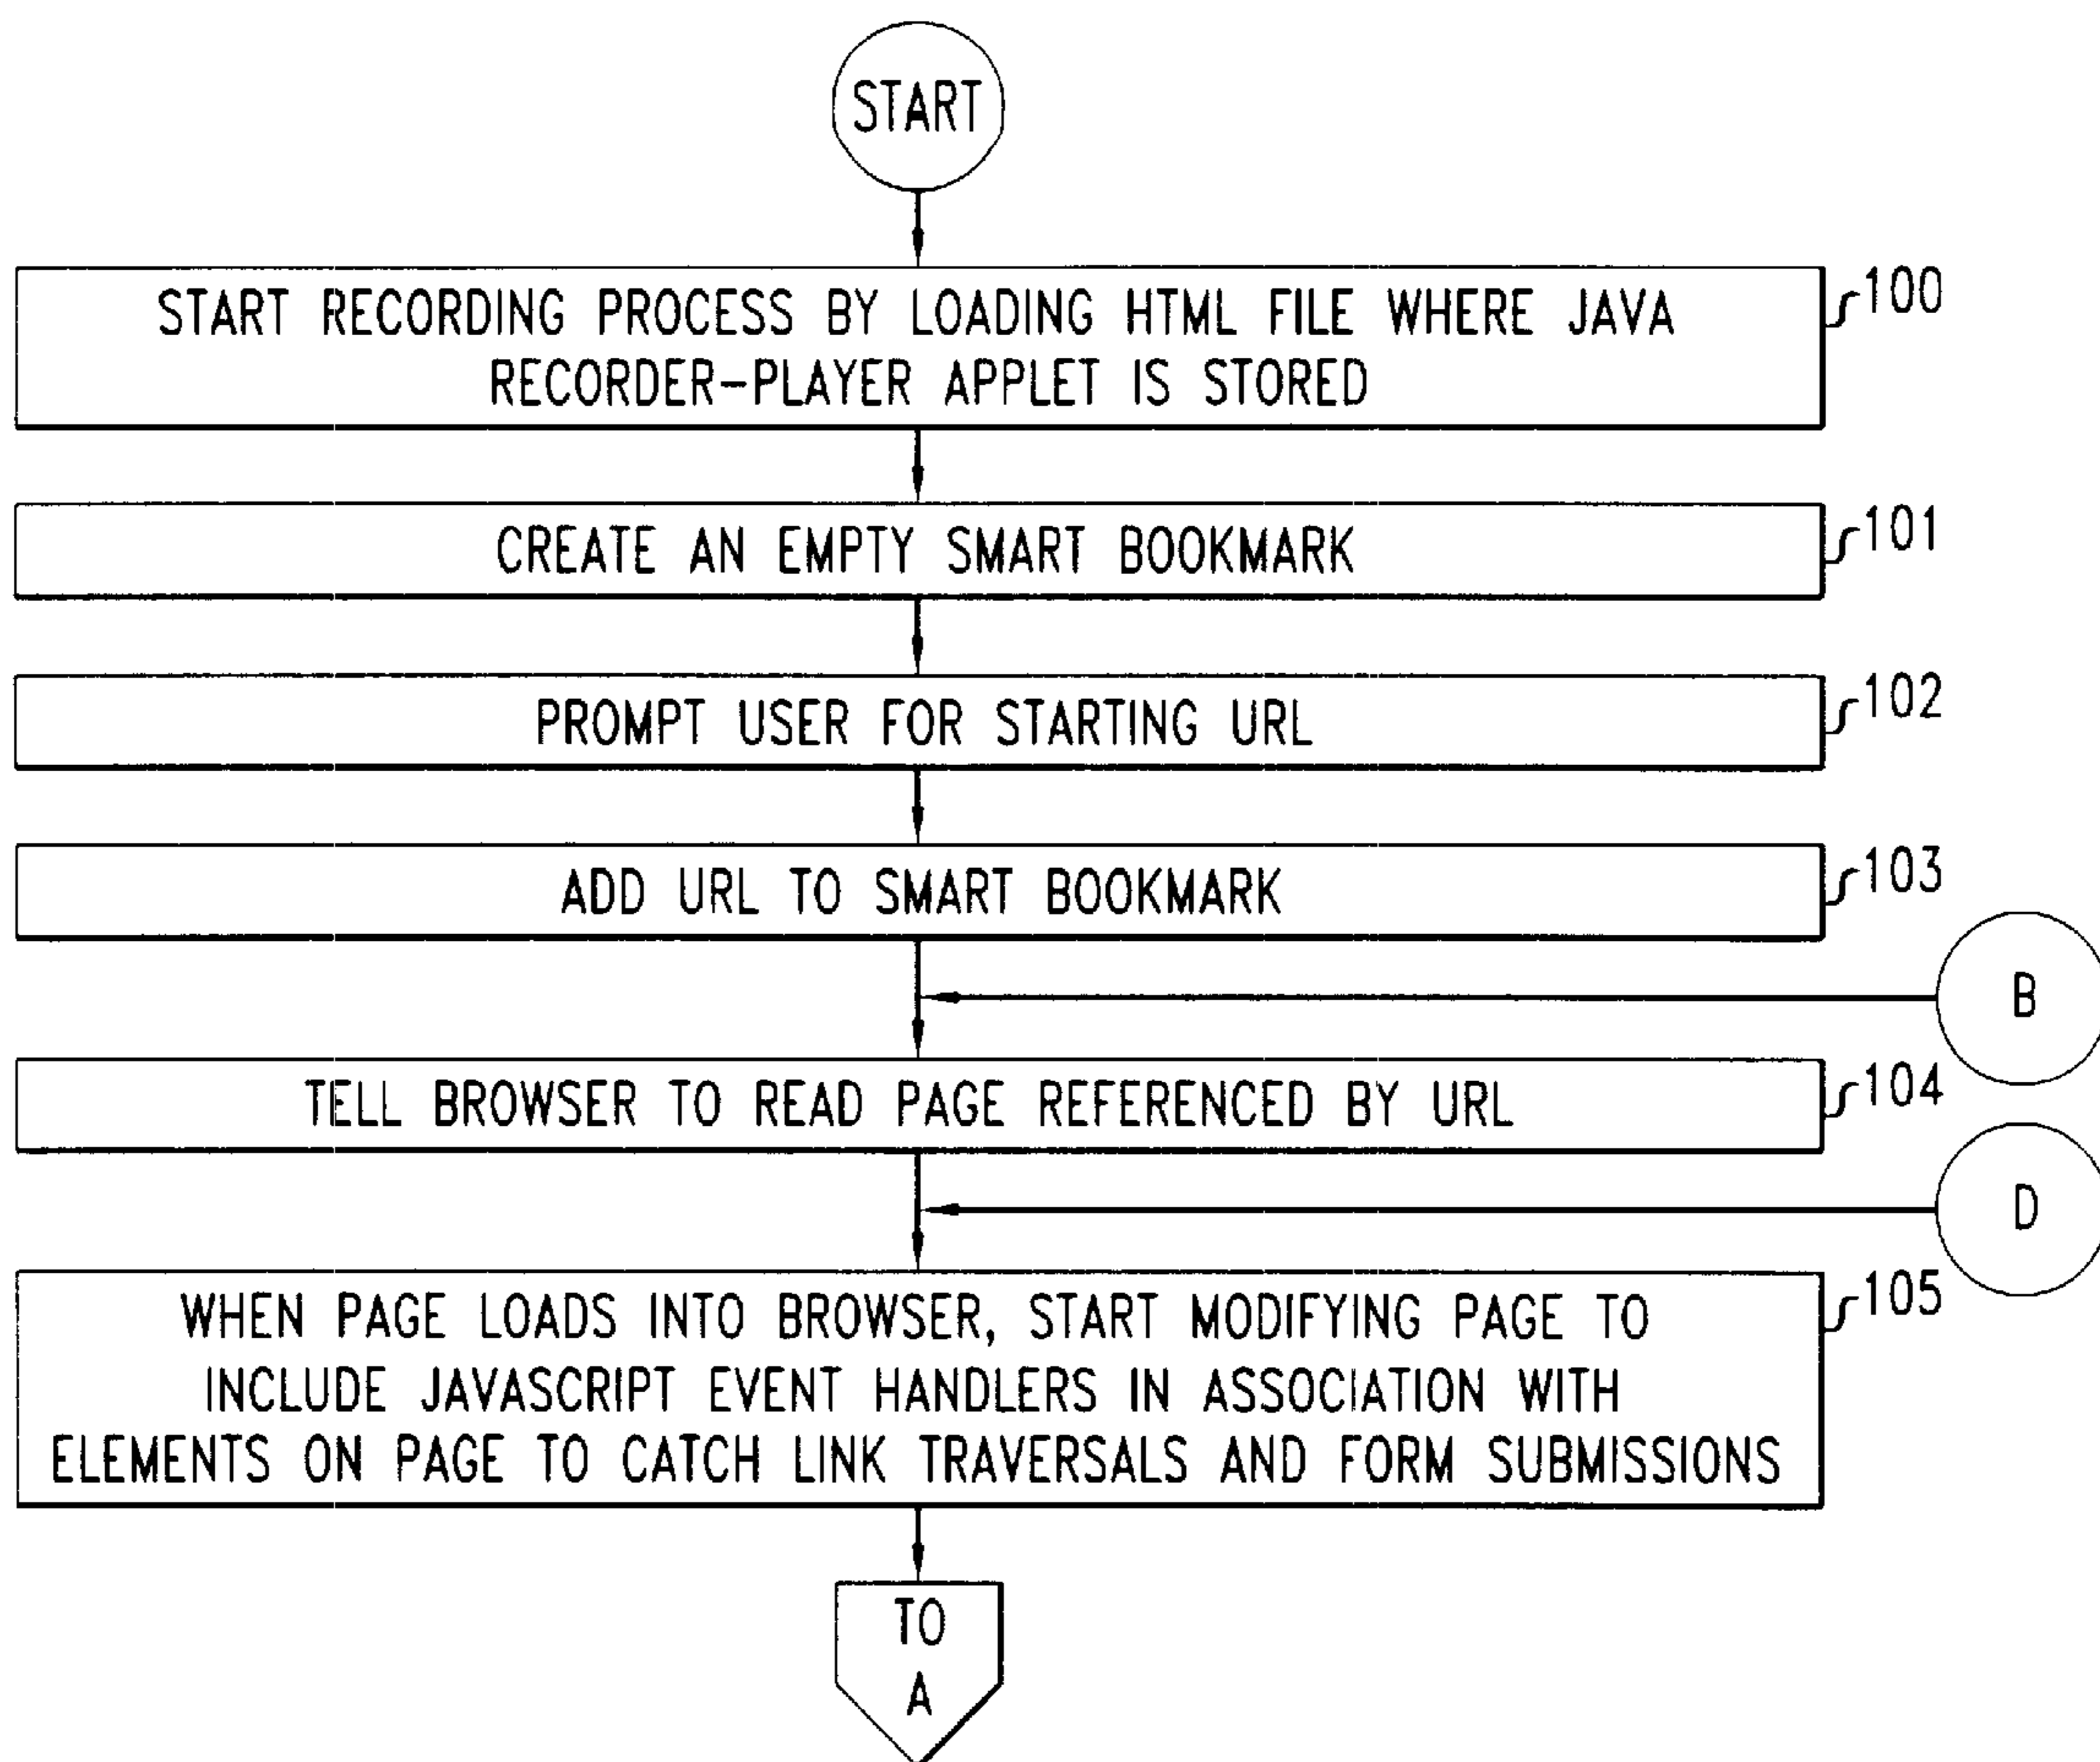 START
START RECORDING PROCESS BY LOADING HTML FILE WHERE JAVA
RECORDER-PLAYER APPLET IS STORED
100
CREATE AN EMPTY SMART BOOKMARK
101
PROMPT USER FOR STARTING URL
102
ADD URL TO SMART BOOKMARK
103
B
TELL BROWSER TO READ PAGE REFERENCED BY URL
104
D
WHEN PAGE LOADS INTO BROWSER, START MODIFYING PAGE TO
INCLUDE JAVASCRIPT EVENT HANDLERS IN ASSOCIATION WITH
ELEMENTS ON PAGE TO CATCH LINK TRAVERSALS AND FORM SUBMISSIONS
105
TO
A